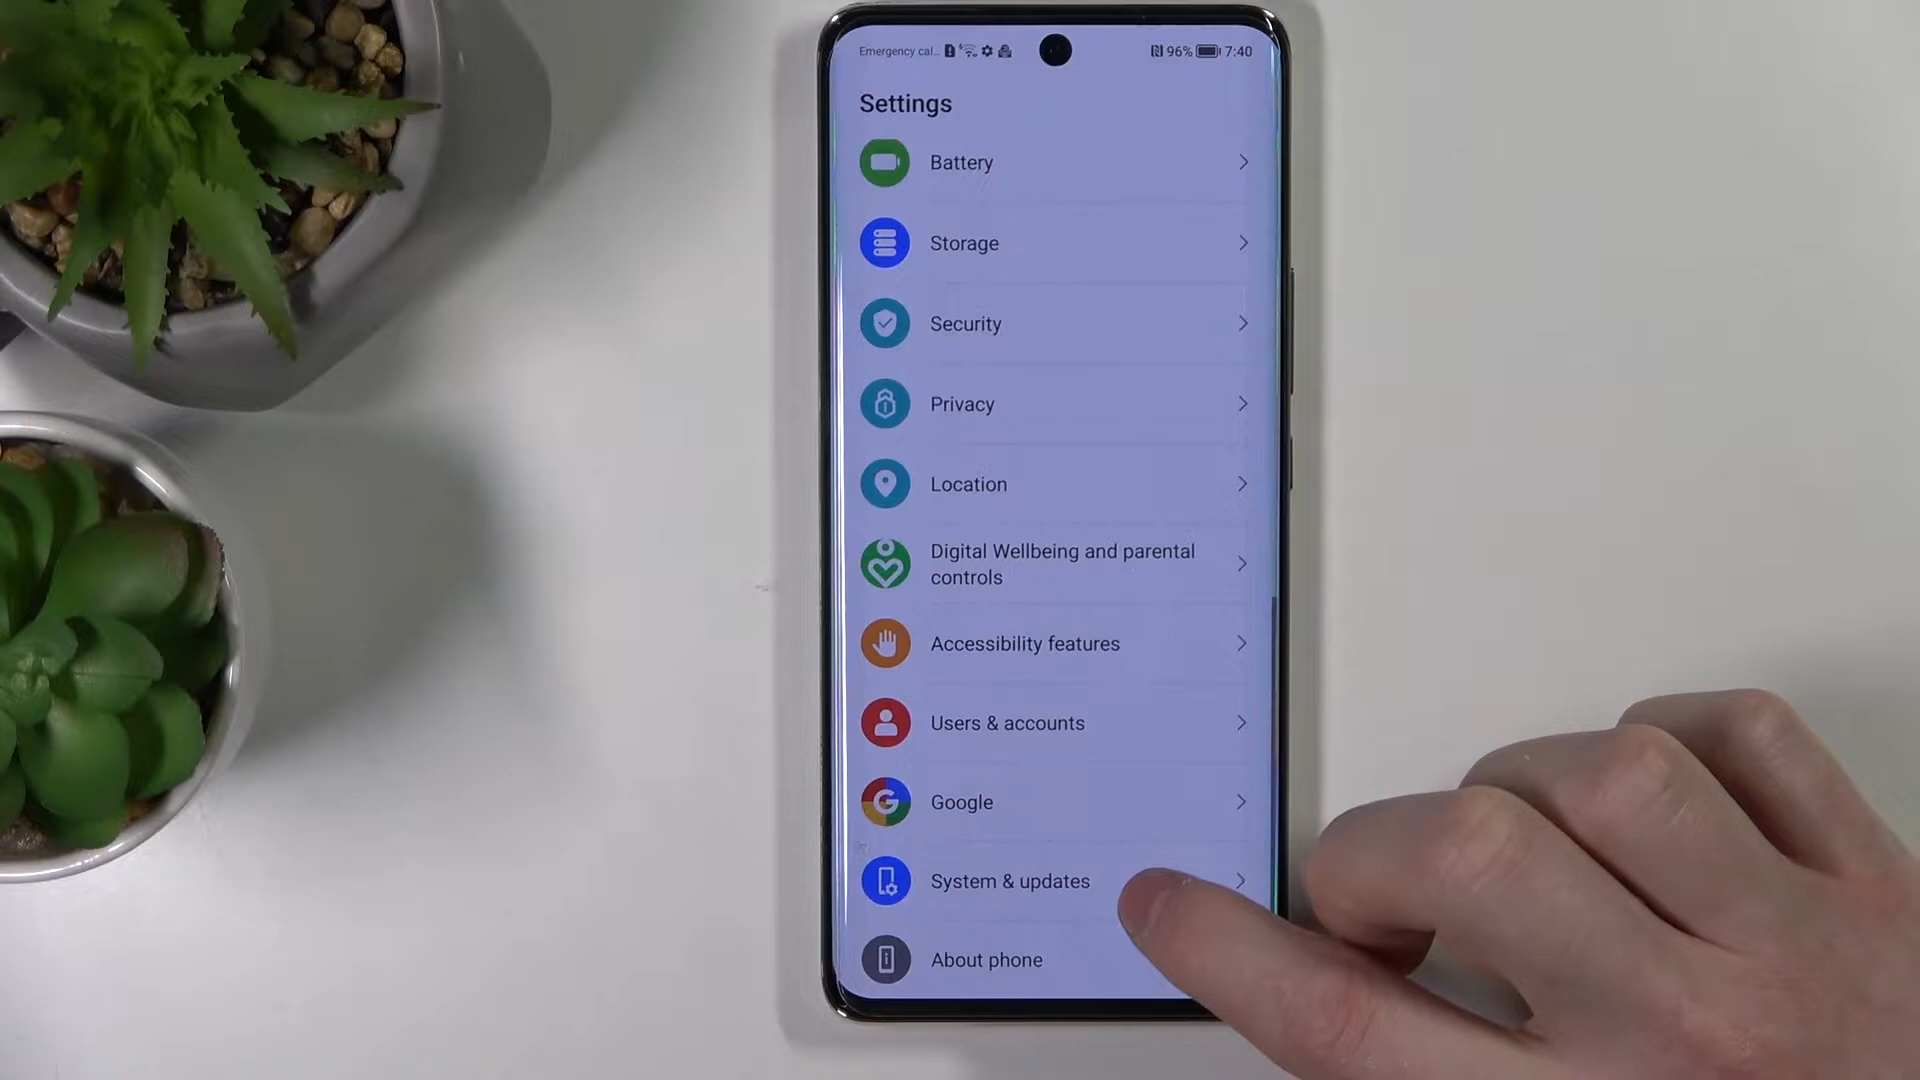 Emergency cal... 96% 7:40
Settings
Battery
Storage
Security
Privacy
Location
Digital Wellbeing and parental
controls
Accessibility features
Users & accounts
Google
System & updates
About phone